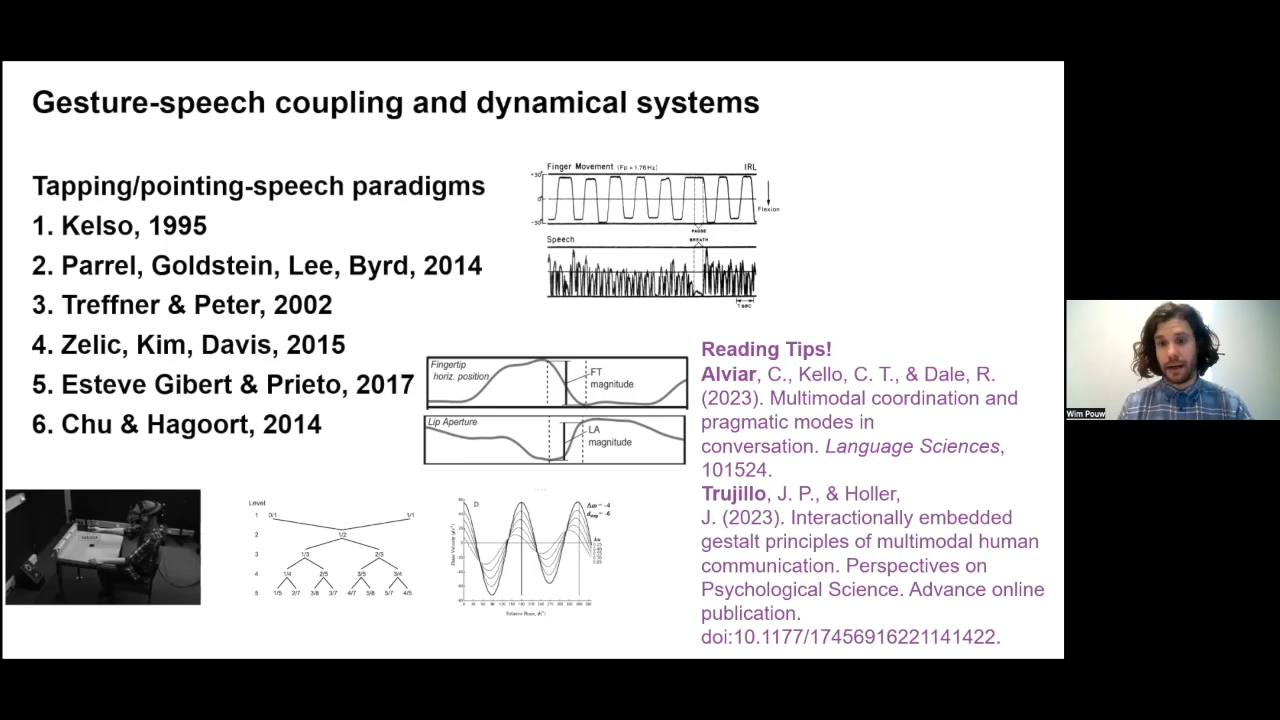 Gesture-speech coupling and dynamical systems
Tapping/pointing-speech paradigms
1. Kelso, 1995
2. Parrel, Goldstein, Lee, Byrd, 2014
3. Treffner & Peter, 2002
4. Zelic, Kim, Davis, 2015
5. Esteve Gibert & Prieto, 2017
6. Chu & Hagoort, 2014
Finger Movement (Fp = 1.76Hz) IRL
Flexion
PAUSE
BREATH
Speech
1 sec
Fingertip
horiz. position
FT
magnitude
Lip Aperture
LA
magnitude
Reading Tips!
Alviar, C., Kello, C. T., & Dale, R.
(2023). Multimodal coordination and
pragmatic modes in
conversation. Language Sciences,
101524.
Trujillo, J. P., & Holler,
J. (2023). Interactionally embedded
gestalt principles of multimodal human
communication. Perspectives on
Psychological Science. Advance online
publication.
doi:10.1177/17456916221141422.
Wim Pouw
Level
1 0/1 1/1
2 1/2
3 1/3 2/3
4 1/4 2/5 3/5 3/4
5 1/5 2/7 3/8 3/7 4/7 5/8 5/7 4/5
D